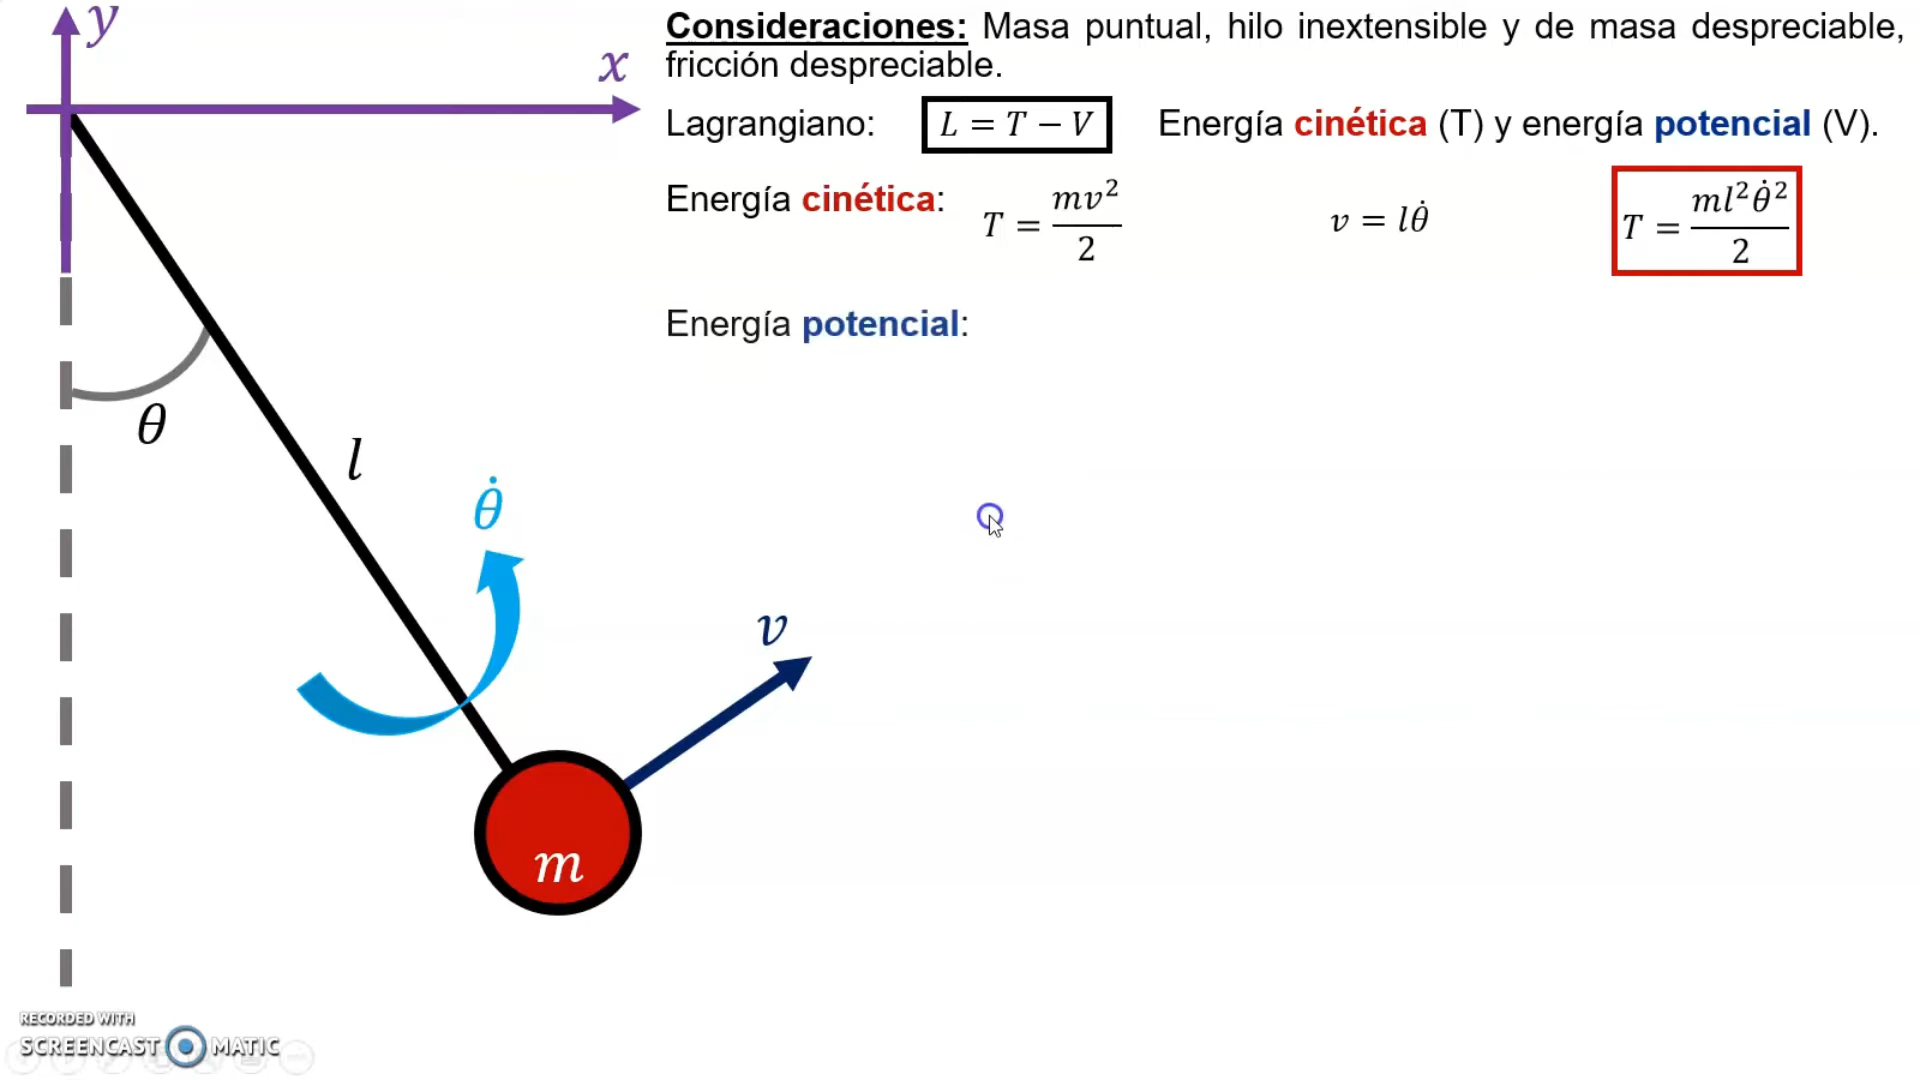 y
x
Consideraciones: Masa puntual, hilo inextensible y de masa despreciable,
fricción despreciable.
Lagrangiano: L = T − V Energía cinética (T) y energía potencial (V).
Energía cinética: T = mv²/2 v = lθ̇ T = ml²θ̇²/2
Energía potencial:
θ
l
θ̇
v
m
RECORDED WITH
SCREENCAST MATIC